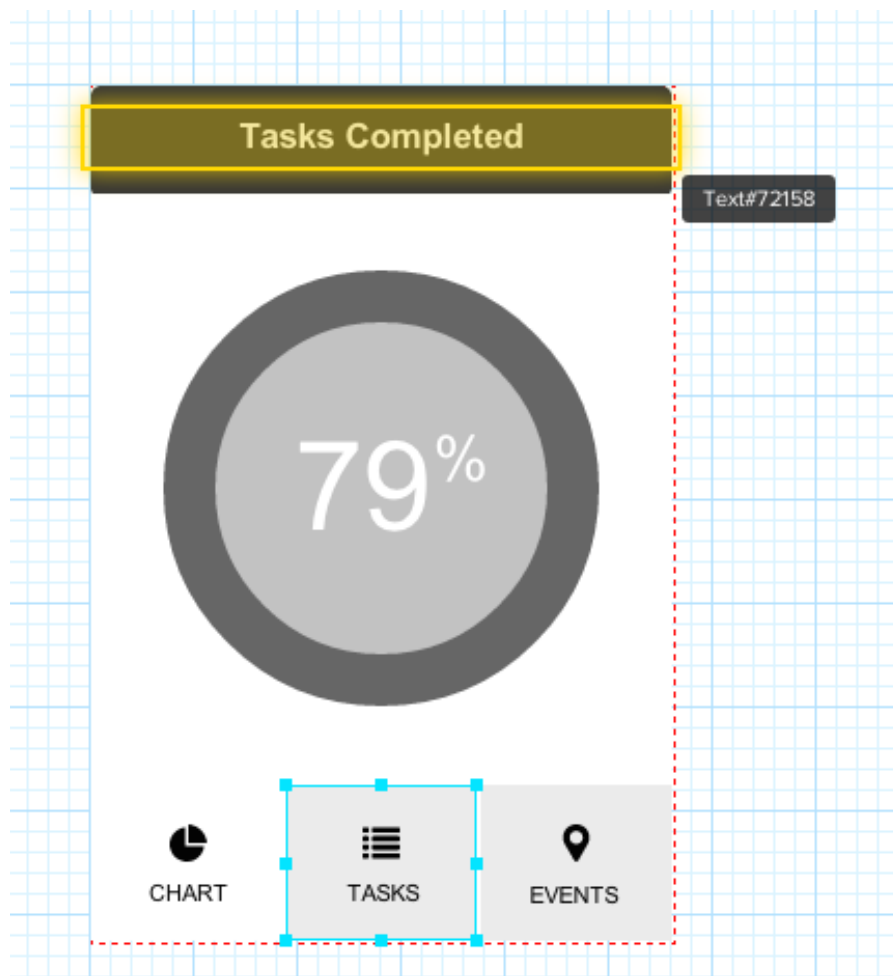 Tasks Completed
Text#72158
79%
CHART
TASKS
EVENTS